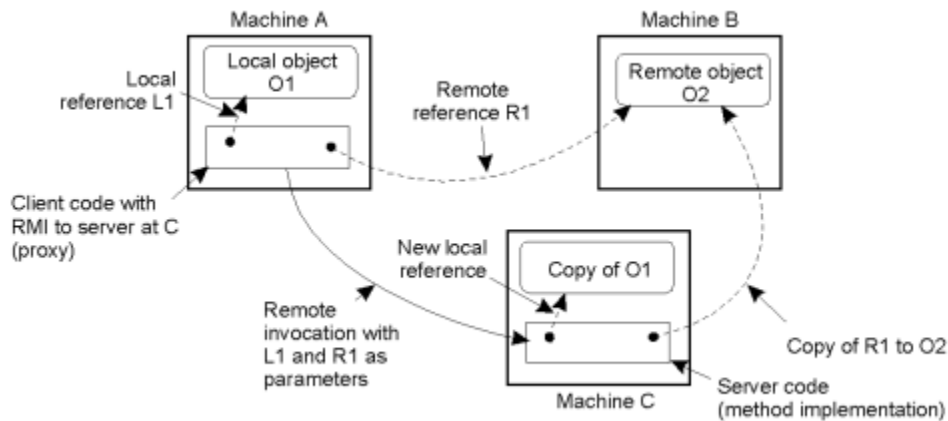 Machine A
Machine B
Local object
O1
Remote object
O2
Local
reference L1
Remote
reference R1
Client code with
RMI to server at C
(proxy)
New local
reference
Copy of O1
Remote
invocation with
L1 and R1 as
parameters
Copy of R1 to O2
Server code
(method implementation)
Machine C